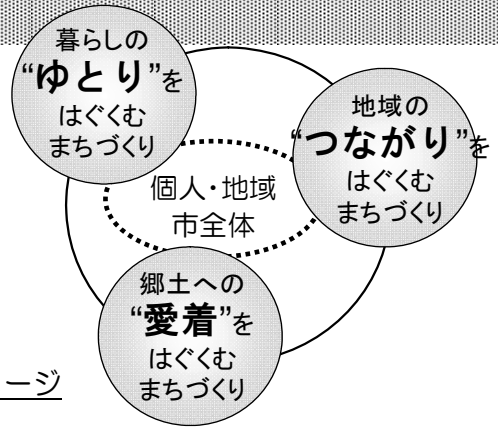 暮らしの
“ゆとり”を
はぐくむ
まちづくり
地域の
“つながり”を
はぐくむ
まちづくり
個人・地域
市全体
郷土への
“愛着”を
はぐくむ
まちづくり
ージ